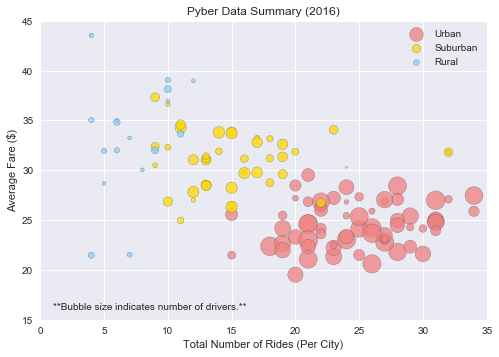 Pyber Data Summary (2016)
Urban
Suburban
Rural
Average Fare ($)
45
40
35
30
25
20
15
**Bubble size indicates number of drivers.**
0 5 10 15 20 25 30 35
Total Number of Rides (Per City)